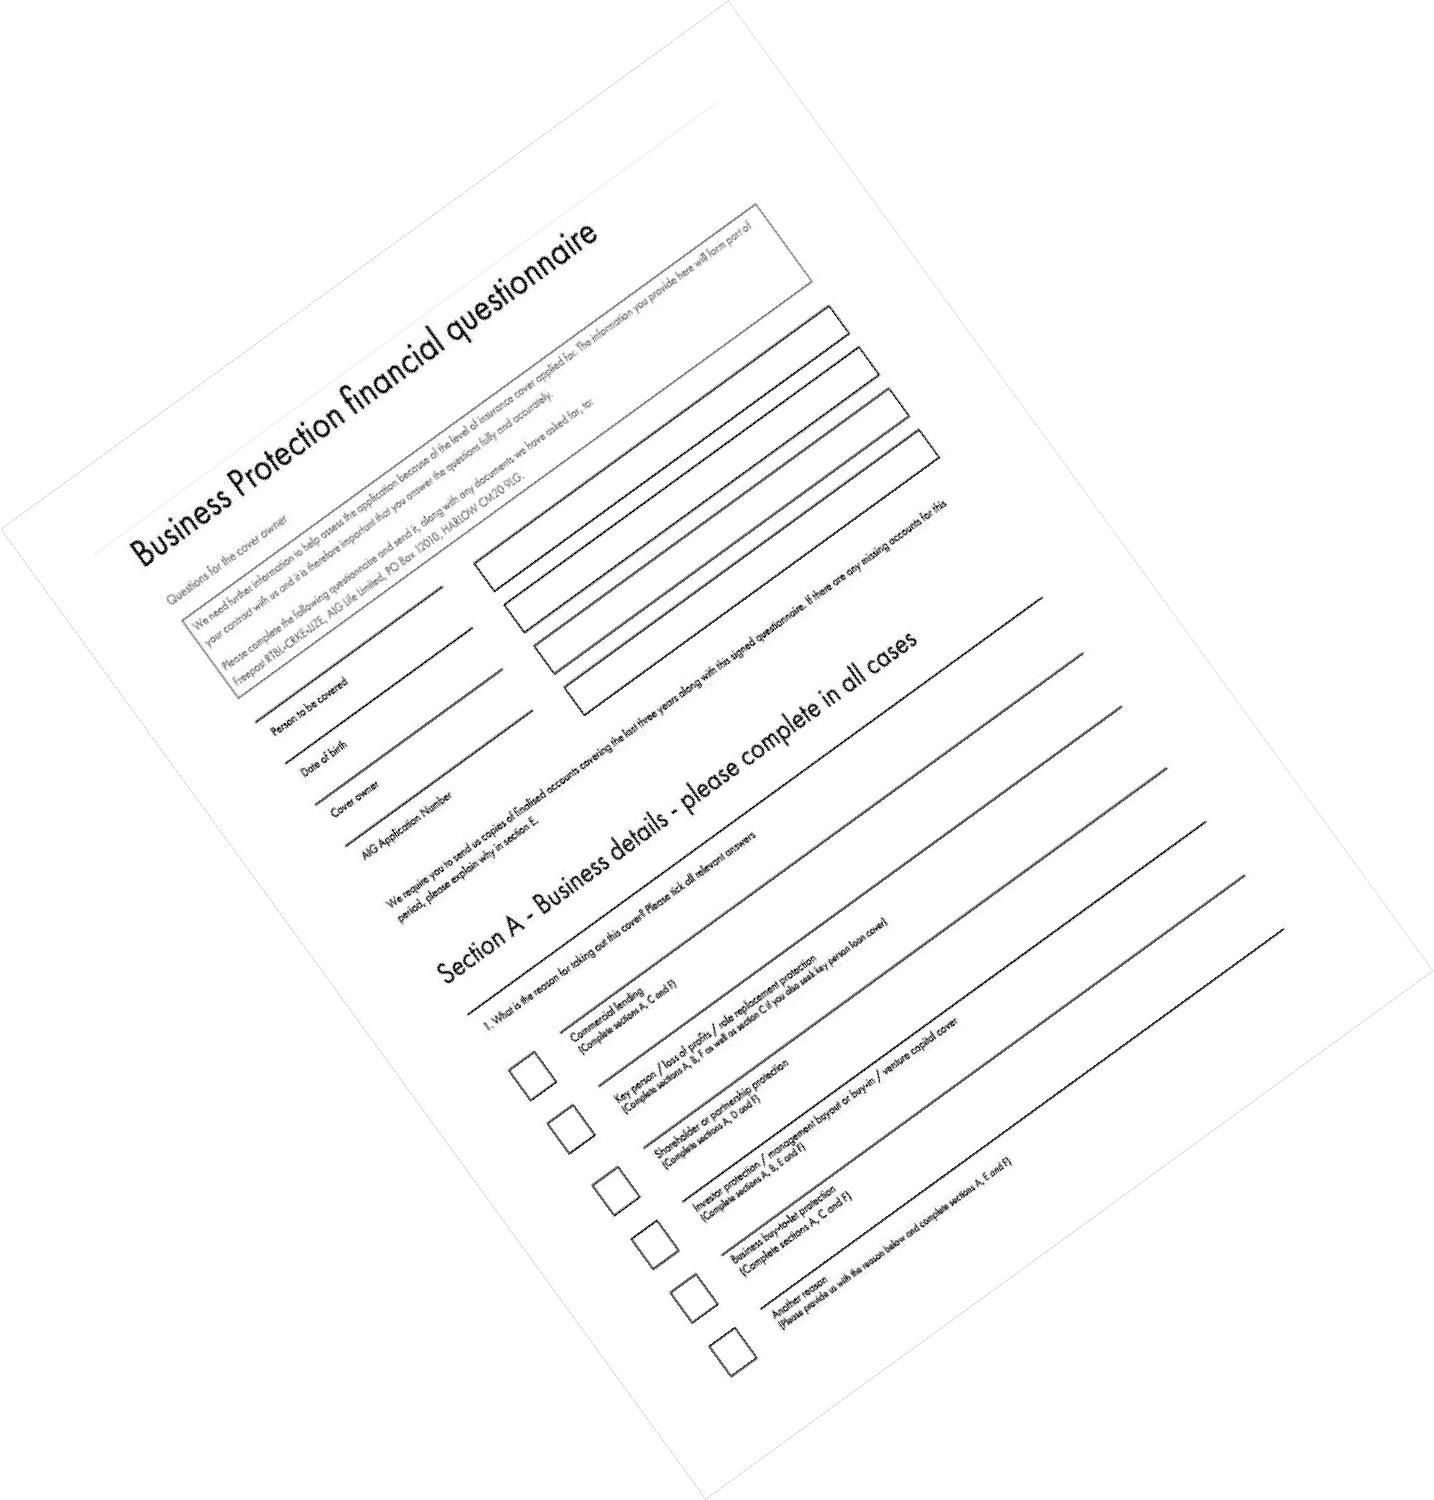 Business Protection financial questionnaire
Questions for the cover owner
We need further information to help assess the application because of the level of insurance cover applied for. The information you provide here will form part of
your contract with us and it is therefore important that you answer the questions fully and accurately.
Please complete the following questionnaire and send it, along with any documents we have asked for, to:
Freepost RTBL-CRKE-JJZE, AIG Life Limited, PO Box 12010, HARLOW CM20 9LG.
Person to be covered
Date of birth
Cover owner
AIG Application Number
We require you to send us copies of finalised accounts covering the last three years along with this signed questionnaire. If there are any missing accounts for this
period, please explain why in section E.
Section A - Business details - please complete in all cases
1. What is the reason for taking out this cover? Please tick all relevant answers
Commercial lending
(Complete sections A, C and F)
Key person / loss of profits / role replacement protection
(Complete sections A, B, F as well as section C if you also seek key person loan cover)
Shareholder or partnership protection
(Complete sections A, D and F)
Investor protection / management buyout or buy-in / venture capital cover
(Complete sections A, B, E and F)
Business buy-to-let protection
(Complete sections A, C and F)
Another reason
(Please provide us with the reason below and complete sections A, E and F)